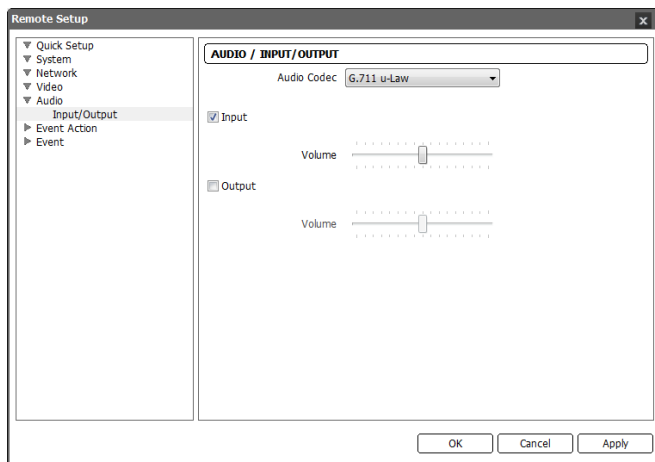 Remote Setup
x
Quick Setup
System
Network
Video
Audio
Input/Output
Event Action
Event
AUDIO / INPUT/OUTPUT
Audio Codec
G.711 u-Law
Input
Volume
Output
Volume
OK
Cancel
Apply